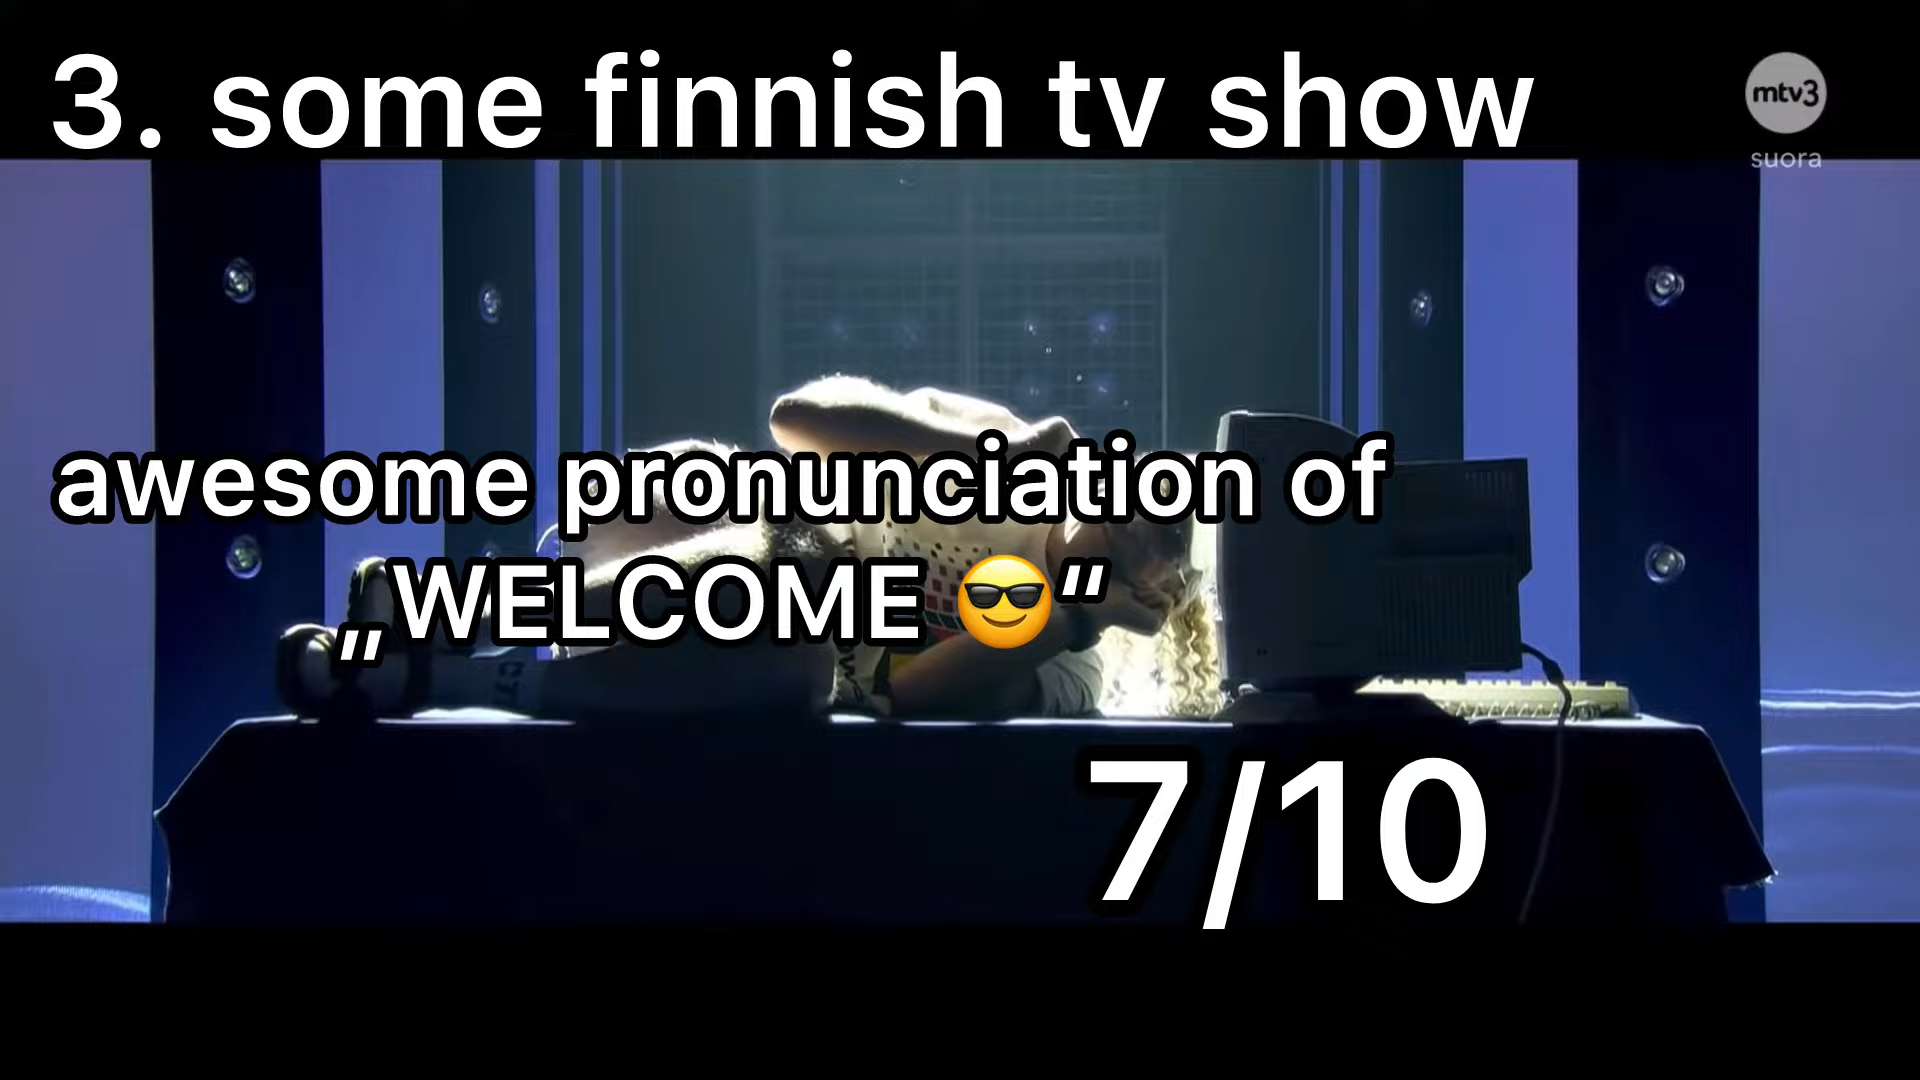 3. some finnish tv show
mtv3
suora
awesome pronunciation of
„WELCOME 😎“
7/10